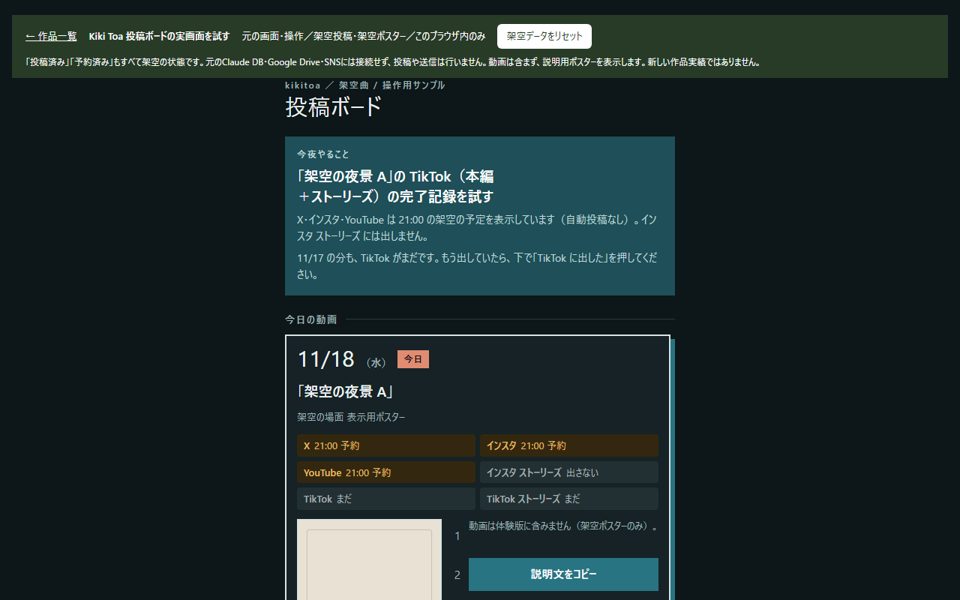 ← 作品一覧 Kiki Toa 投稿ボードの実画面を試す 元の画面・操作／架空投稿・架空ポスター／このブラウザ内のみ 架空データをリセット
「投稿済み」「予約済み」もすべて架空の状態です。元のClaude DB・Google Drive・SNSには接続せず、投稿や送信は行いません。動画は含まず、説明用ポスターを表示します。新しい作品実績ではありません。
kikitoa ／ 架空曲 / 操作用サンプル
投稿ボード
今夜やること
「架空の夜景 A」の TikTok（本編
＋ストーリーズ）の完了記録を試す
X・インスタ・YouTube は 21:00 の架空の予定を表示しています（自動投稿なし）。イン
スタ ストーリーズ には出しません。
11/17 の分も、TikTok がまだです。もう出していたら、下で「TikTok に出した」を押してくだ
さい。
今日の動画
11/18 （水） 今日
「架空の夜景 A」
架空の場面 表示用ポスター
X 21:00 予約 インスタ 21:00 予約
YouTube 21:00 予約 インスタ ストーリーズ 出さない
TikTok まだ TikTok ストーリーズ まだ
1 動画は体験版に含みません（架空ポスターのみ）。
2 説明文をコピー